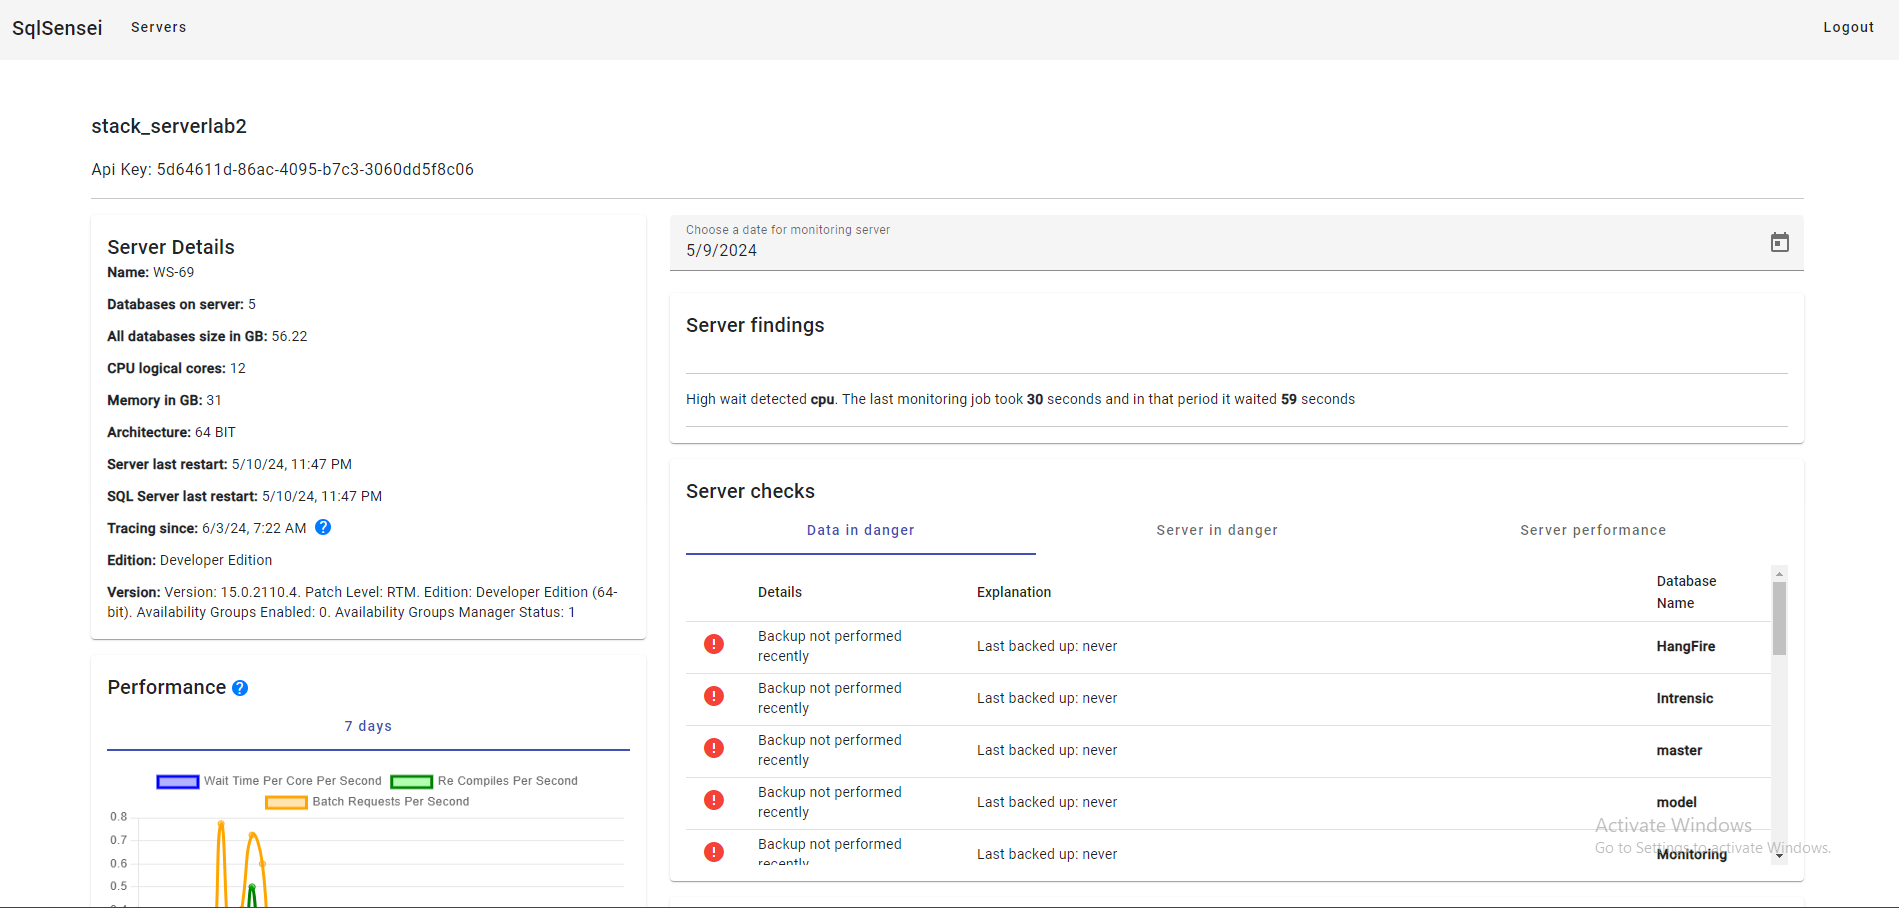 SqlSensei Servers Logout
stack_serverlab2
Api Key: 5d64611d-86ac-4095-b7c3-3060dd5f8c06
Server Details
Name: WS-69
Databases on server: 5
All databases size in GB: 56.22
CPU logical cores: 12
Memory in GB: 31
Architecture: 64 BIT
Server last restart: 5/10/24, 11:47 PM
SQL Server last restart: 5/10/24, 11:47 PM
Tracing since: 6/3/24, 7:22 AM ?
Edition: Developer Edition
Version: Version: 15.0.2110.4. Patch Level: RTM. Edition: Developer Edition (64-
bit). Availability Groups Enabled: 0. Availability Groups Manager Status: 1
Performance ?
7 days
Wait Time Per Core Per Second Re Compiles Per Second
Batch Requests Per Second
0.8
0.7
0.6
0.5
Choose a date for monitoring server
5/9/2024
Server findings
High wait detected cpu. The last monitoring job took 30 seconds and in that period it waited 59 seconds
Server checks
Data in danger Server in danger Server performance
Details Explanation Database
Name
Backup not performed
recently
Last backed up: never HangFire
Backup not performed
recently
Last backed up: never Intrensic
Backup not performed
recently
Last backed up: never master
Backup not performed
recently
Last backed up: never model
Backup not performed
recently
Last backed up: never Monitoring
Activate Windows
Go to Settings to activate Windows.